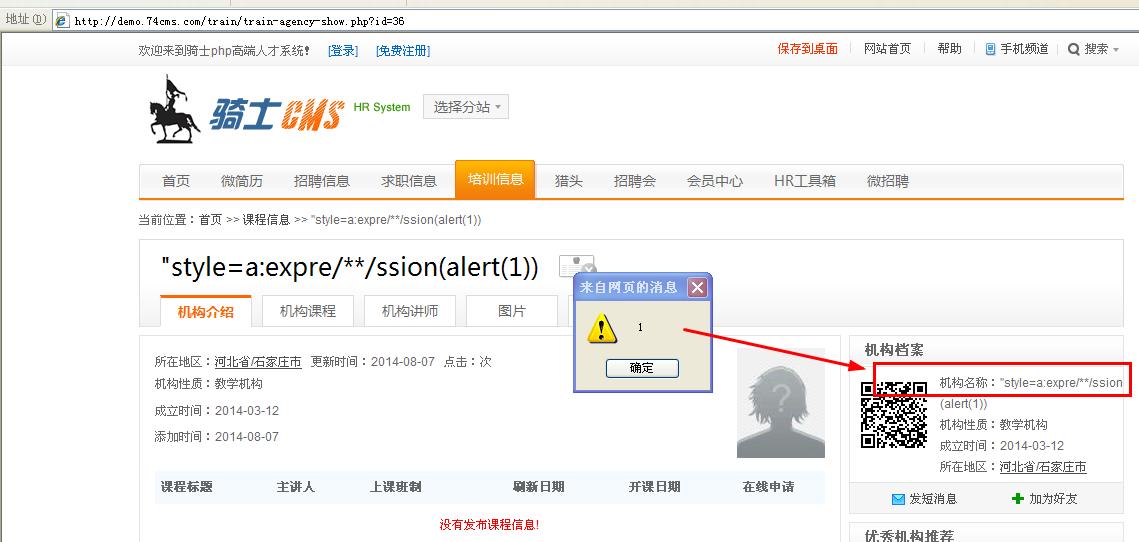 地址(D) http://demo.74cms.com/train/train-agency-show.php?id=36
欢迎来到骑士php高端人才系统! [登录] [免费注册] 保存到桌面 网站首页 帮助 手机频道 搜索
骑士CMS HR System 选择分站
首页 微简历 招聘信息 求职信息 培训信息 猎头 招聘会 会员中心 HR工具箱 微招聘
当前位置：首页 >> 课程信息 >> "style=a:expre/**/ssion(alert(1))
"style=a:expre/**/ssion(alert(1))
来自网页的消息
1
确定
机构介绍 机构课程 机构讲师 图片
所在地区：河北省/石家庄市 更新时间：2014-08-07 点击：次
机构性质：教学机构
成立时间：2014-03-12
添加时间：2014-08-07
课程标题 主讲人 上课班制 刷新日期 开课日期 在线申请
没有发布课程信息!
机构档案
机构名称："style=a:expre/**/ssion
(alert(1))
机构性质：教学机构
成立时间：2014-03-12
所在地区：河北省/石家庄市
发短消息 加为好友
优秀机构推荐